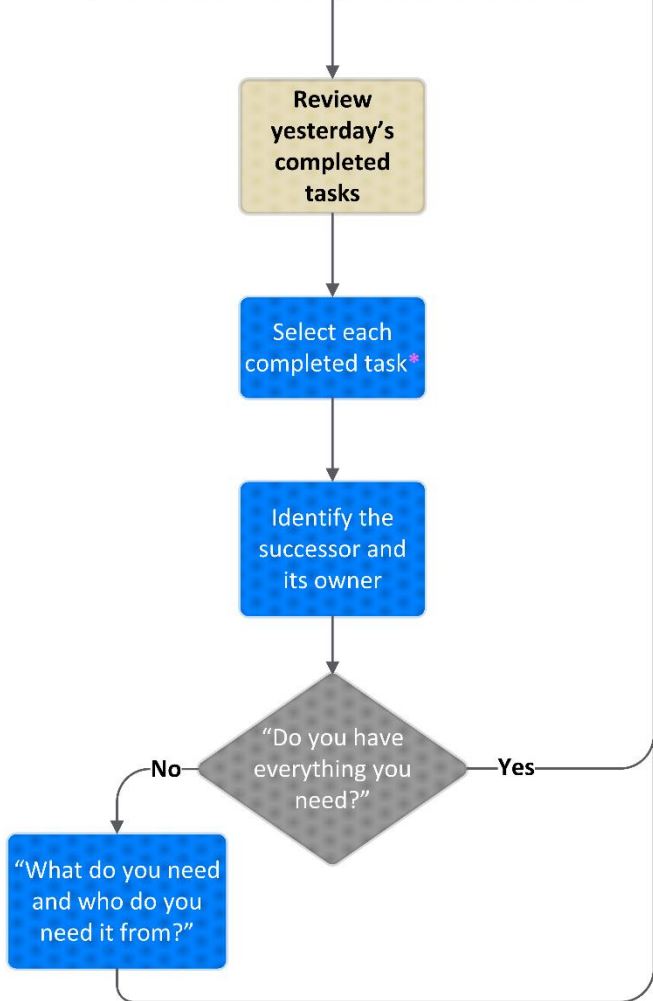 Review
yesterday’s
completed
tasks
Select each
completed task*
Identify the
successor and
its owner
“Do you have
everything you
need?”
No
Yes
“What do you need
and who do you
need it from?”